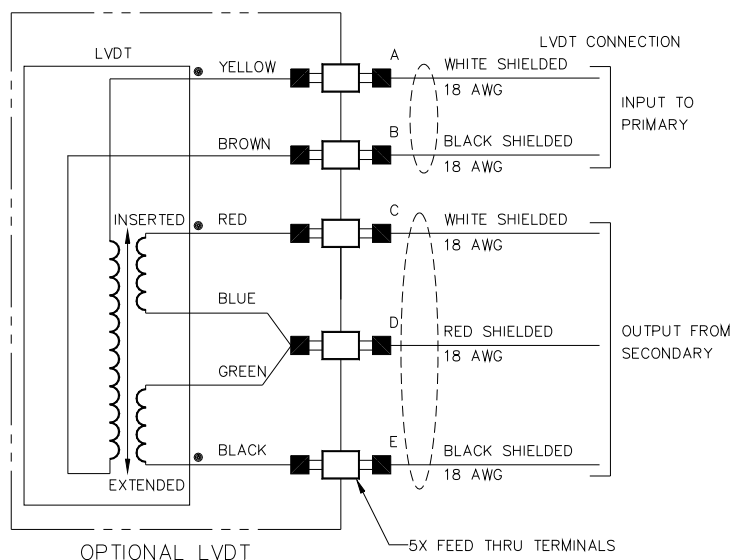 LVDT CONNECTION
LVDT
YELLOW
A
WHITE SHIELDED
18 AWG
INPUT TO
PRIMARY
BROWN
B
BLACK SHIELDED
18 AWG
INSERTED
RED
C
WHITE SHIELDED
18 AWG
BLUE
D
RED SHIELDED
18 AWG
OUTPUT FROM
SECONDARY
GREEN
BLACK
E
BLACK SHIELDED
18 AWG
EXTENDED
OPTIONAL LVDT
5X FEED THRU TERMINALS